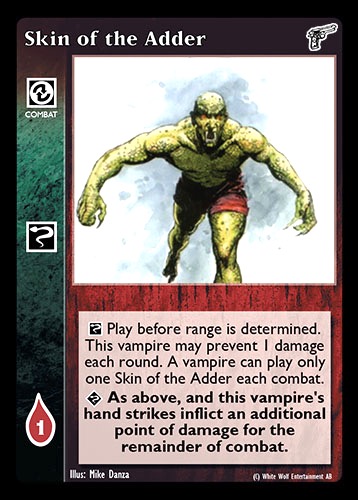 Skin of the Adder
COMBAT
Play before range is determined.
This vampire may prevent 1 damage
each round. A vampire can play only
one Skin of the Adder each combat.
As above, and this vampire's
hand strikes inflict an additional
point of damage for the
remainder of combat.
1
Illus: Mike Danza
(C) White Wolf Entertainment AB